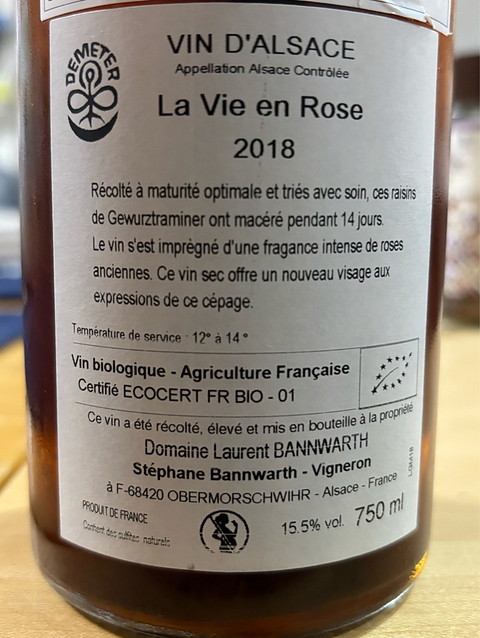 DEMETER
VIN D'ALSACE
Appellation Alsace Contrôlée
La Vie en Rose
2018
Récolté à maturité optimale et triés avec soin, ces raisins
de Gewurztraminer ont macéré pendant 14 jours.
Le vin s'est imprègné d'une fragance intense de roses
anciennes. Ce vin sec offre un nouveau visage aux
expressions de ce cépage.
Température de service : 12° à 14°
Vin biologique - Agriculture Française
Certifié ECOCERT FR BIO - 01
Ce vin a été récolté, élevé et mis en bouteille à la propriété
Domaine Laurent BANNWARTH
Stéphane Bannwarth - Vigneron
à F-68420 OBERMORSCHWIHR - Alsace - France
LGM18
PRODUIT DE FRANCE
Contient des sulfites naturels
15.5% vol. 750 ml